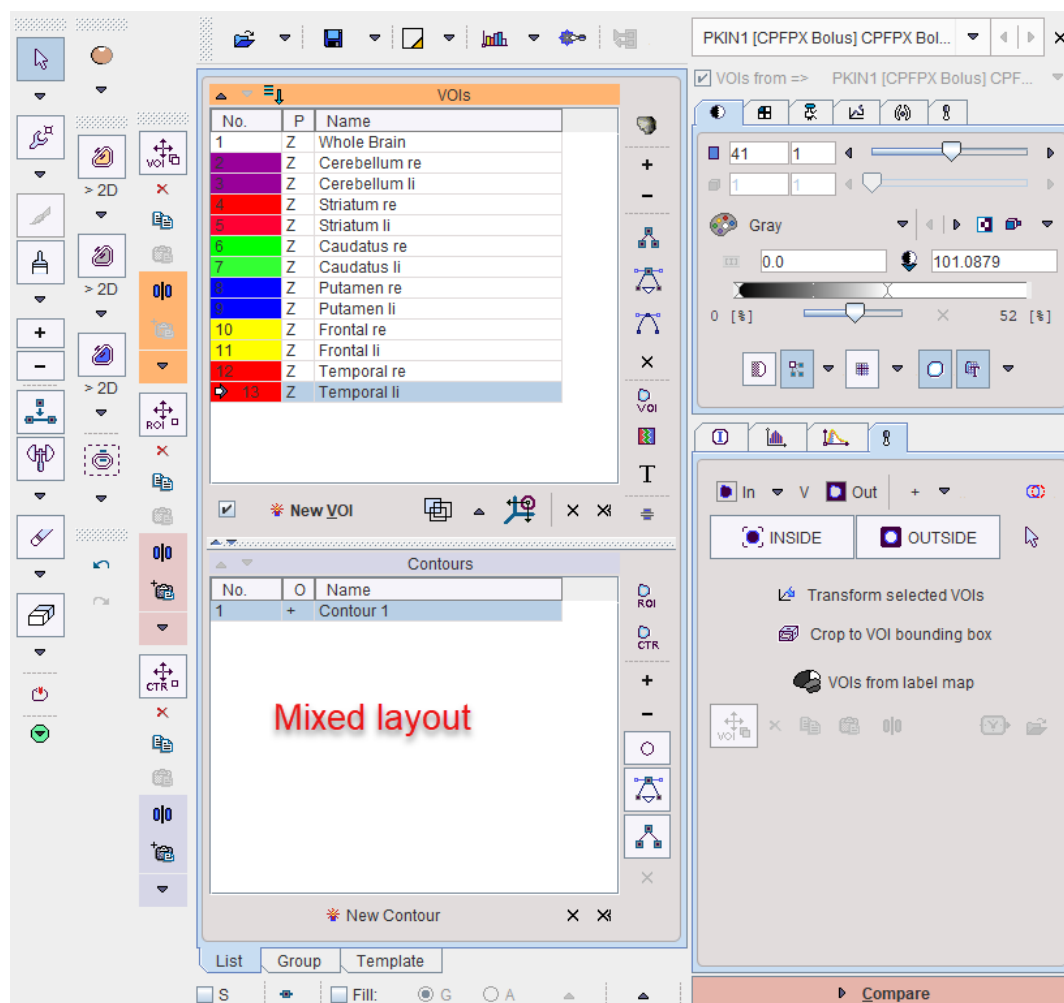 PKIN1 [CPFPX Bolus] CPFPX Bol...
VOIs from => PKIN1 [CPFPX Bolus] CPF...
VOIs
No. P Name
1 Z Whole Brain
2 Z Cerebellum re
3 Z Cerebellum li
4 Z Striatum re
5 Z Striatum li
6 Z Caudatus re
7 Z Caudatus li
8 Z Putamen re
9 Z Putamen li
10 Z Frontal re
11 Z Frontal li
12 Z Temporal re
13 Z Temporal li
New VOI
Contours
No. O Name
1 + Contour 1
Mixed layout
New Contour
List Group Template
S Fill: G A
VOI
> 2D
> 2D
> 2D
VOI
ROI
CTR
T
ROI
CTR
41 1
1 1
Gray
0.0 101.0879
0 [%] 52 [%]
In V Out +
INSIDE OUTSIDE
Transform selected VOIs
Crop to VOI bounding box
VOIs from label map
VOI
Compare